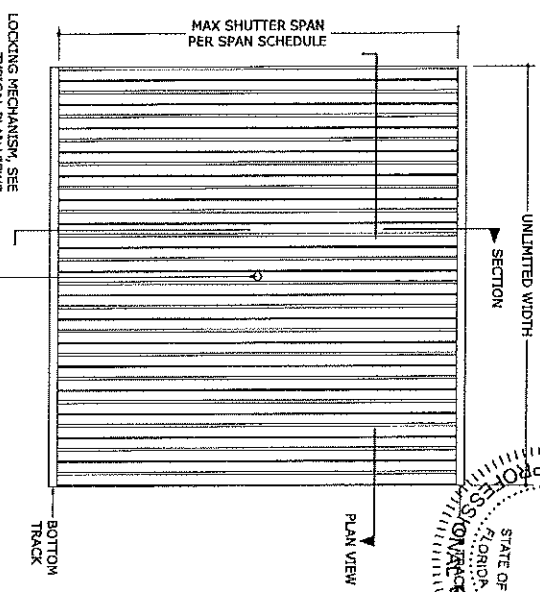 MAX SHUTTER SPAN
PER SPAN SCHEDULE
UNLIMITED WIDTH
SECTION
LOCKING MECHANISM, SEE
PLAN VIEW
BOTTOM
TRACK
STATE OF
FLORIDA